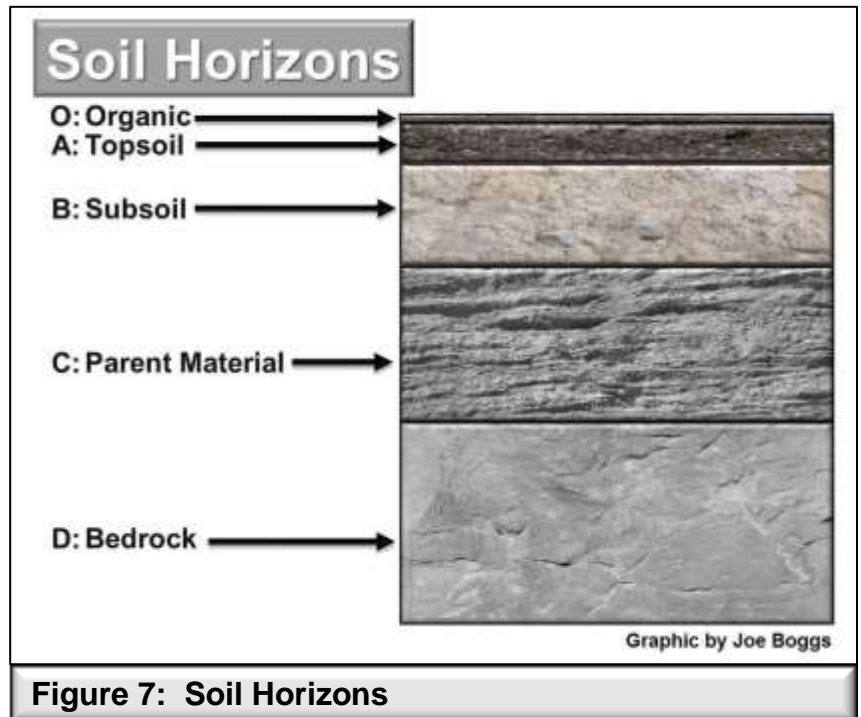 Soil Horizons
O: Organic
A: Topsoil
B: Subsoil
C: Parent Material
D: Bedrock
Graphic by Joe Boggs
Figure 7: Soil Horizons